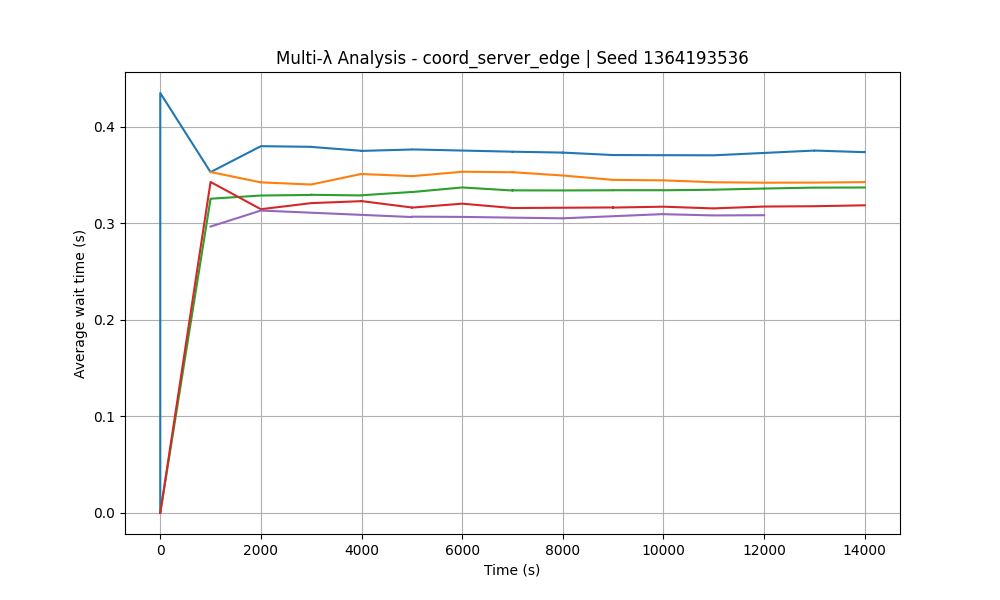 Multi-λ Analysis - coord_server_edge | Seed 1364193536
Average wait time (s)
0.4
0.3
0.2
0.1
0.0
0 2000 4000 6000 8000 10000 12000 14000
Time (s)